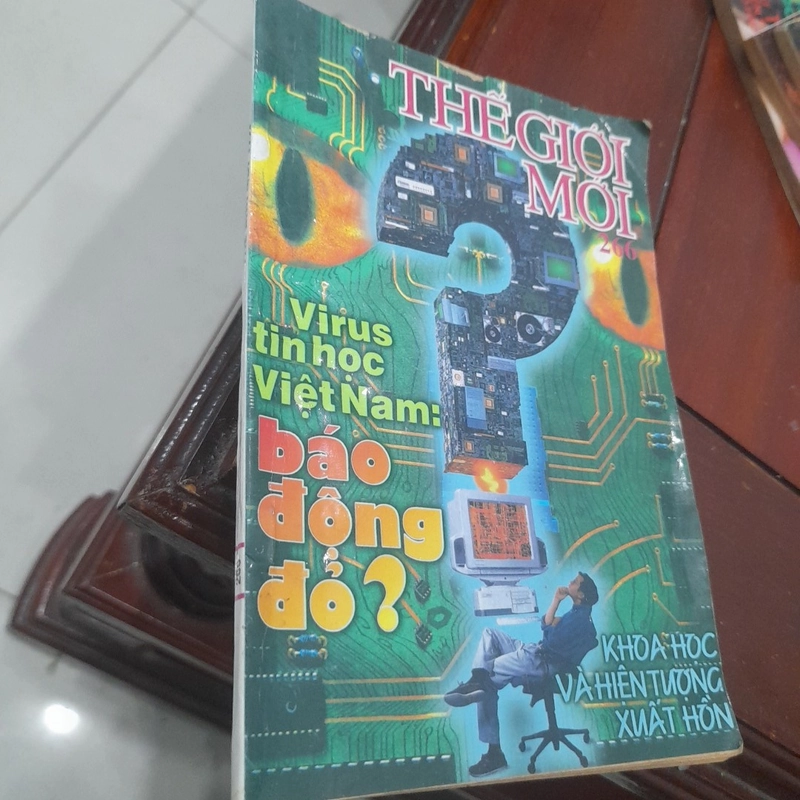 THẾ GIỚI
MỚI
266
Virus
tin học
Việt Nam:
báo
động
đỏ?
KHOA HỌC
VÀ HIỆN TƯỢNG
XUẤT HỒN
266